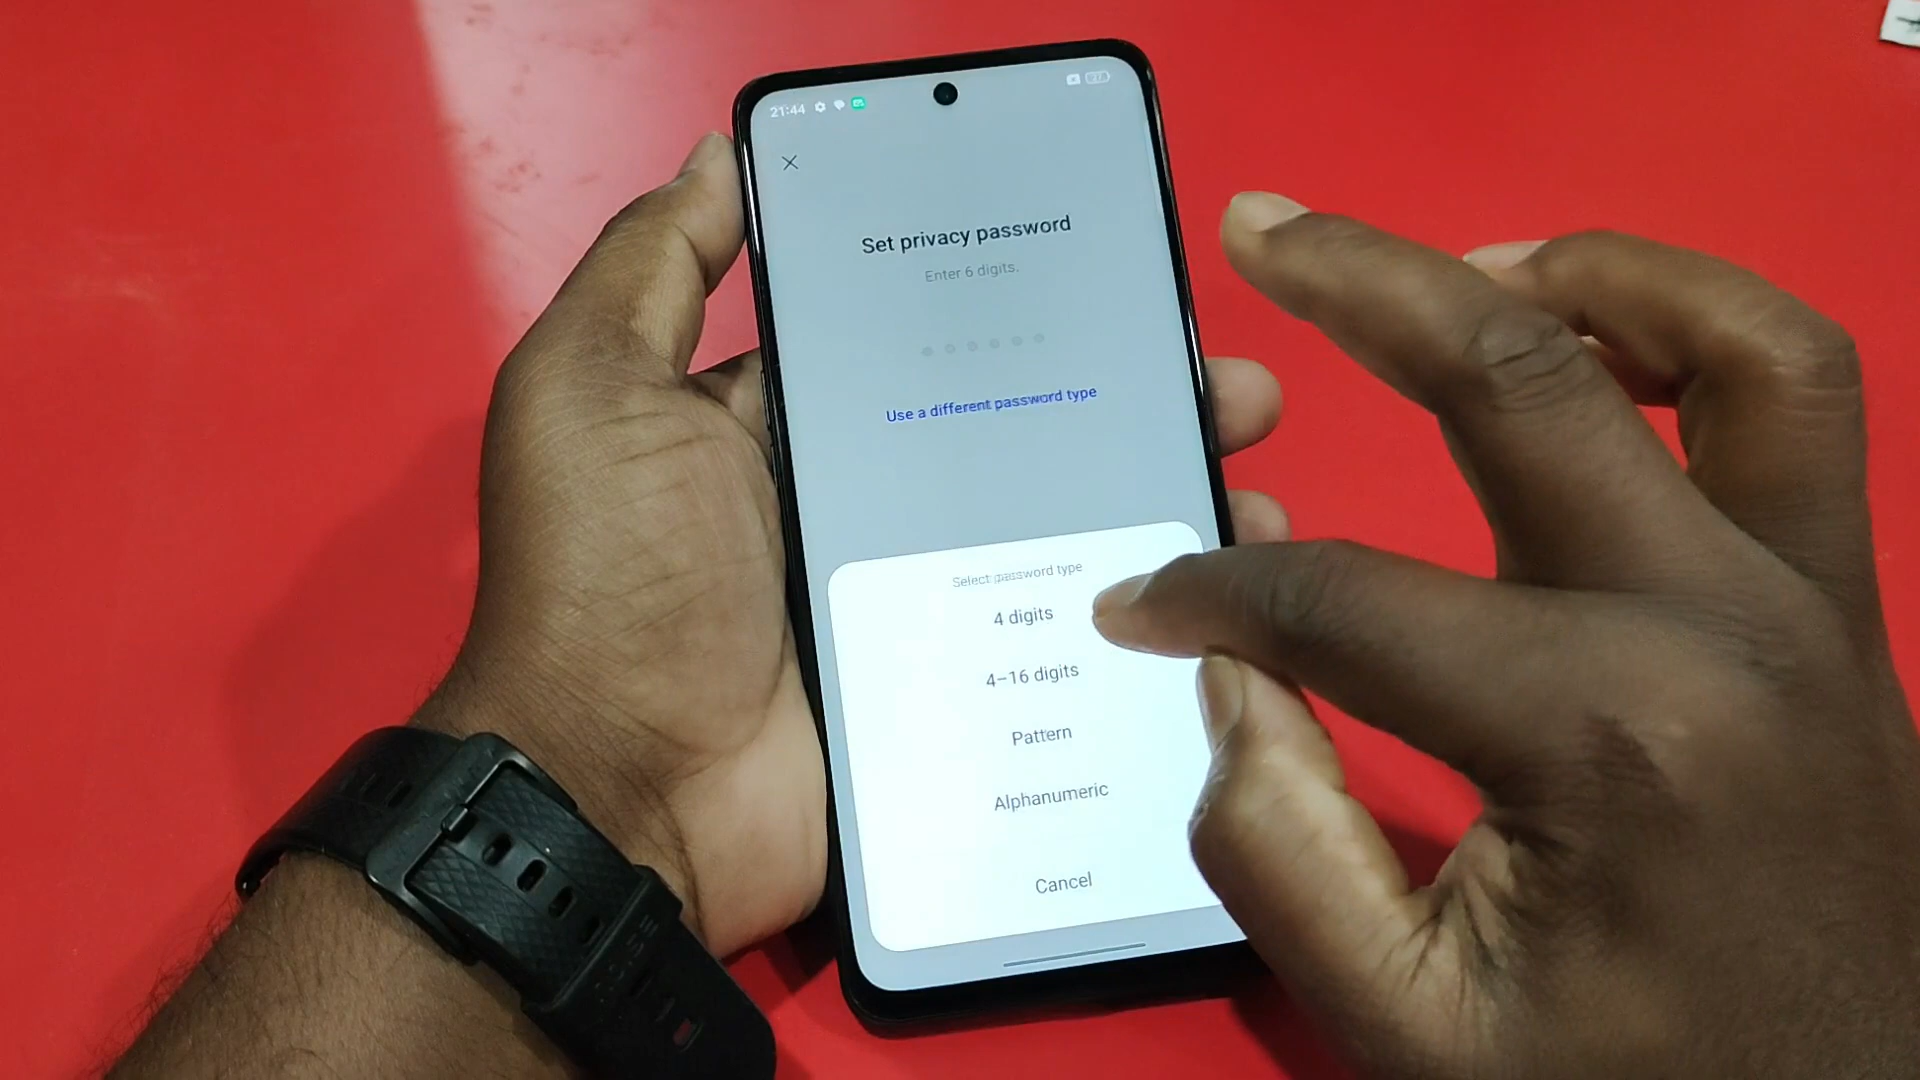 21:44
27
Set privacy password
Enter 6 digits.
Use a different password type
Select password type
4 digits
4–16 digits
Pattern
Alphanumeric
Cancel